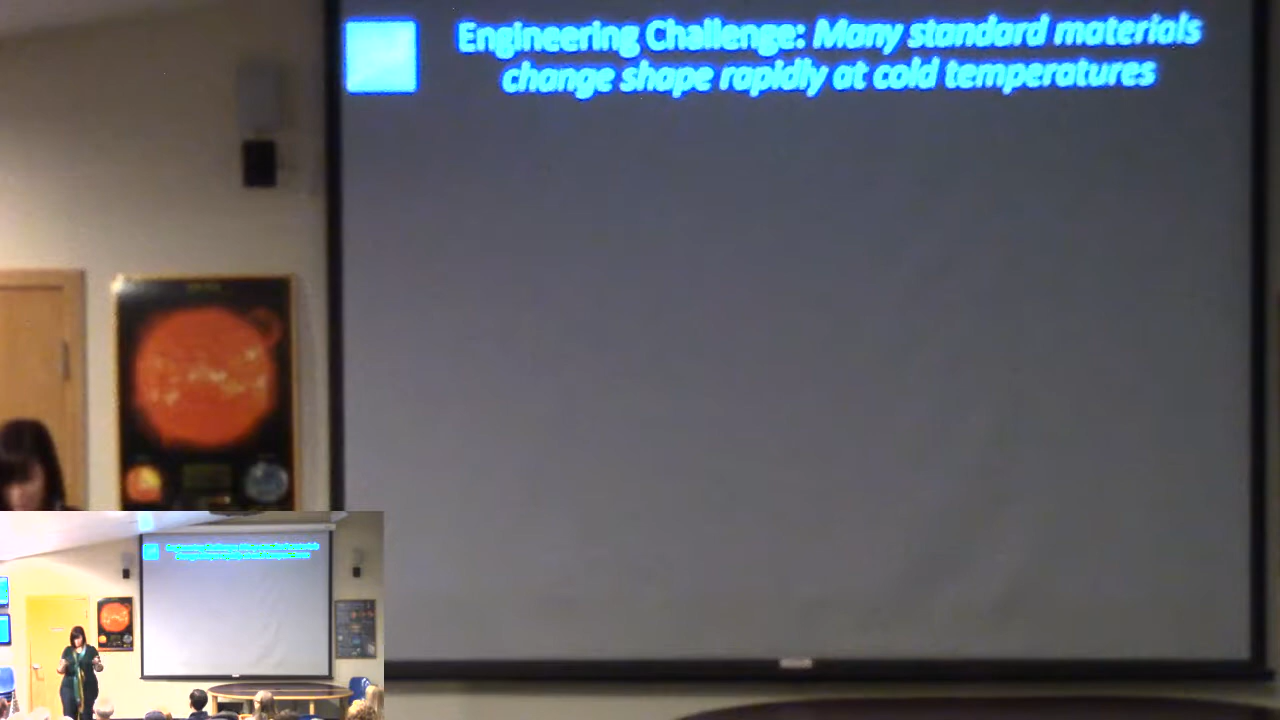 Engineering Challenge: Many standard materials
change shape rapidly at cold temperatures